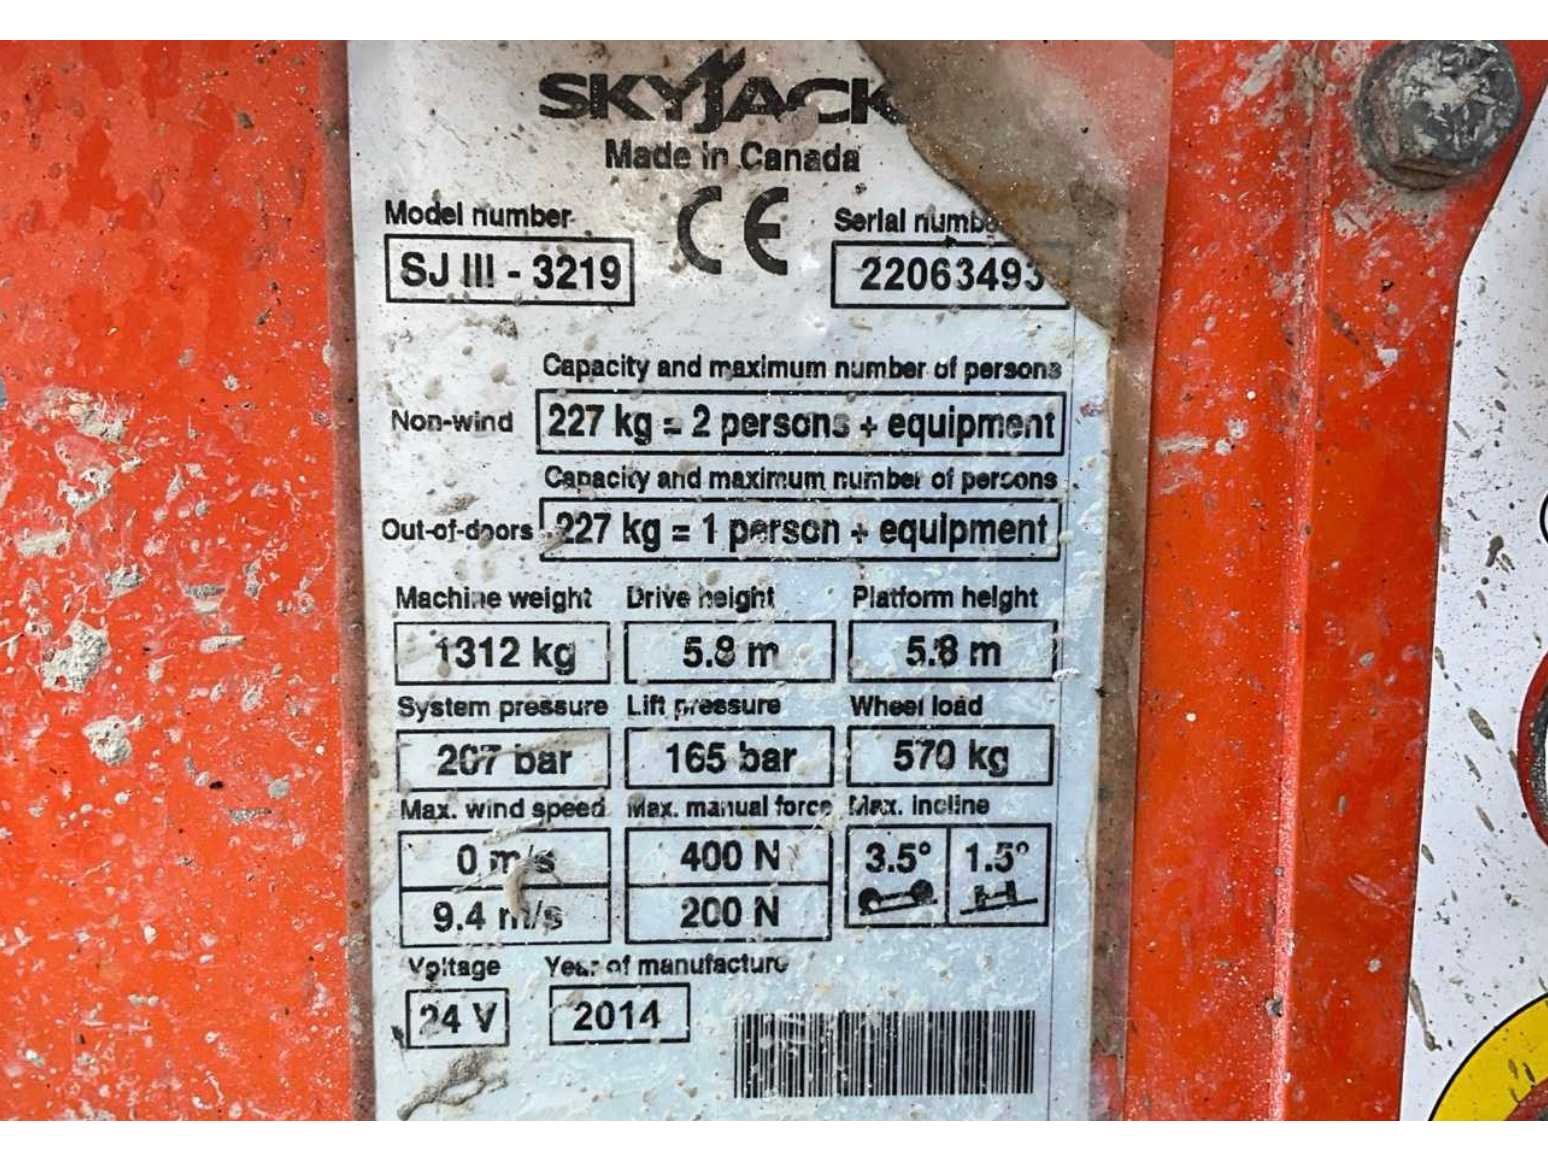 SKYJACK
Made in Canada
CE
Model number
SJ III - 3219
Serial number
22063493
Capacity and maximum number of persons
Non-wind
227 kg = 2 persons + equipment
Capacity and maximum number of persons
Out-of-doors
227 kg = 1 person + equipment
Machine weight Drive height Platform height
1312 kg 5.8 m 5.8 m
System pressure Lift pressure Wheel load
207 bar 165 bar 570 kg
Max. wind speed Max. manual force Max. incline
0 m/s 400 N 3.5° 1.5°
9.4 m/s 200 N
Voltage Year of manufacture
24 V 2014